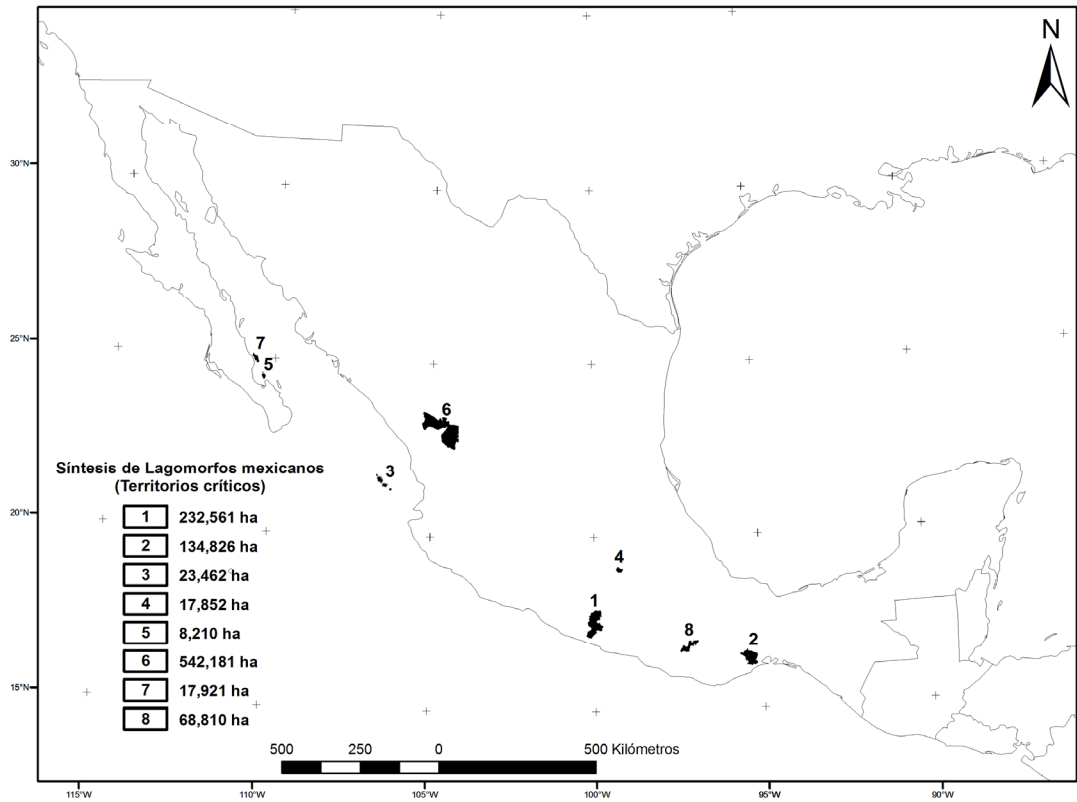 N
30°N
25°N
20°N
15°N
7
5
6
3
4
1
8
2
Síntesis de Lagomorfos mexicanos
(Territorios críticos)
1 232,561 ha
2 134,826 ha
3 23,462 ha
4 17,852 ha
5 8,210 ha
6 542,181 ha
7 17,921 ha
8 68,810 ha
500 250 0 500 Kilómetros
115°W 110°W 105°W 100°W 95°W 90°W